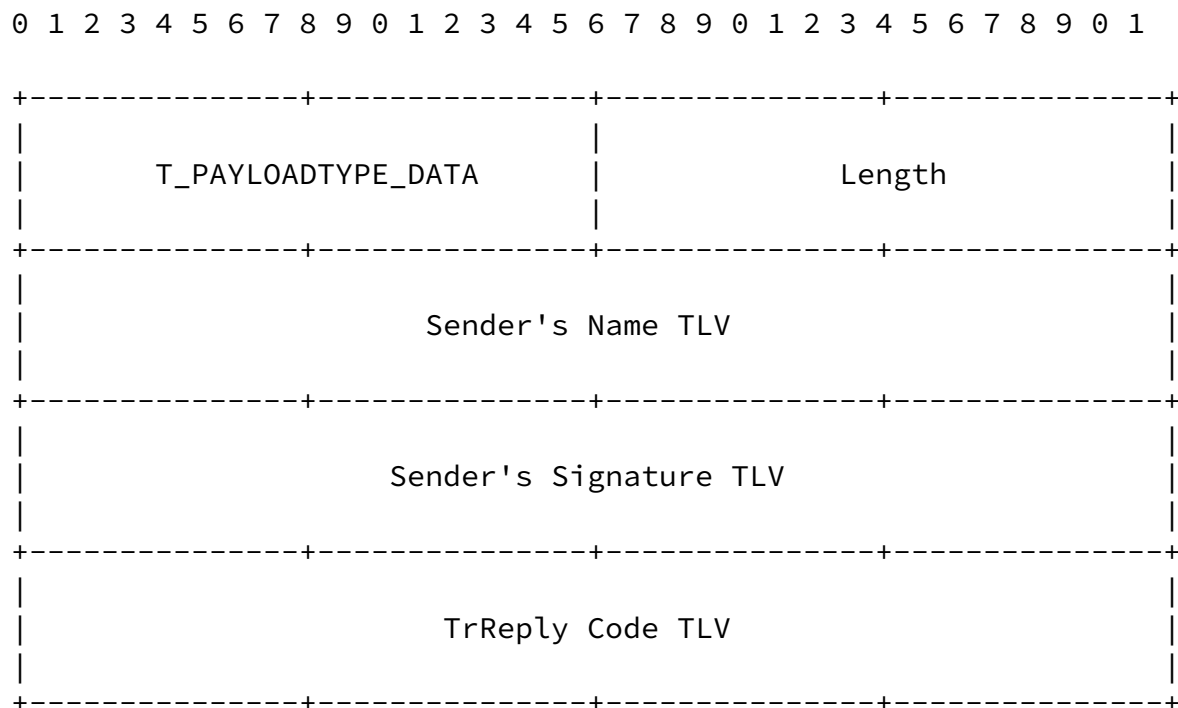 0 1 2 3 4 5 6 7 8 9 0 1 2 3 4 5 6 7 8 9 0 1 2 3 4 5 6 7 8 9 0 1
+---------------+---------------+---------------+---------------+
| | |
| T_PAYLOADTYPE_DATA | Length |
| | |
+---------------+---------------+---------------+---------------+
| |
| Sender's Name TLV |
| |
+---------------+---------------+---------------+---------------+
| |
| Sender's Signature TLV |
| |
+---------------+---------------+---------------+---------------+
| |
| TrReply Code TLV |
| |
+---------------+---------------+---------------+---------------+